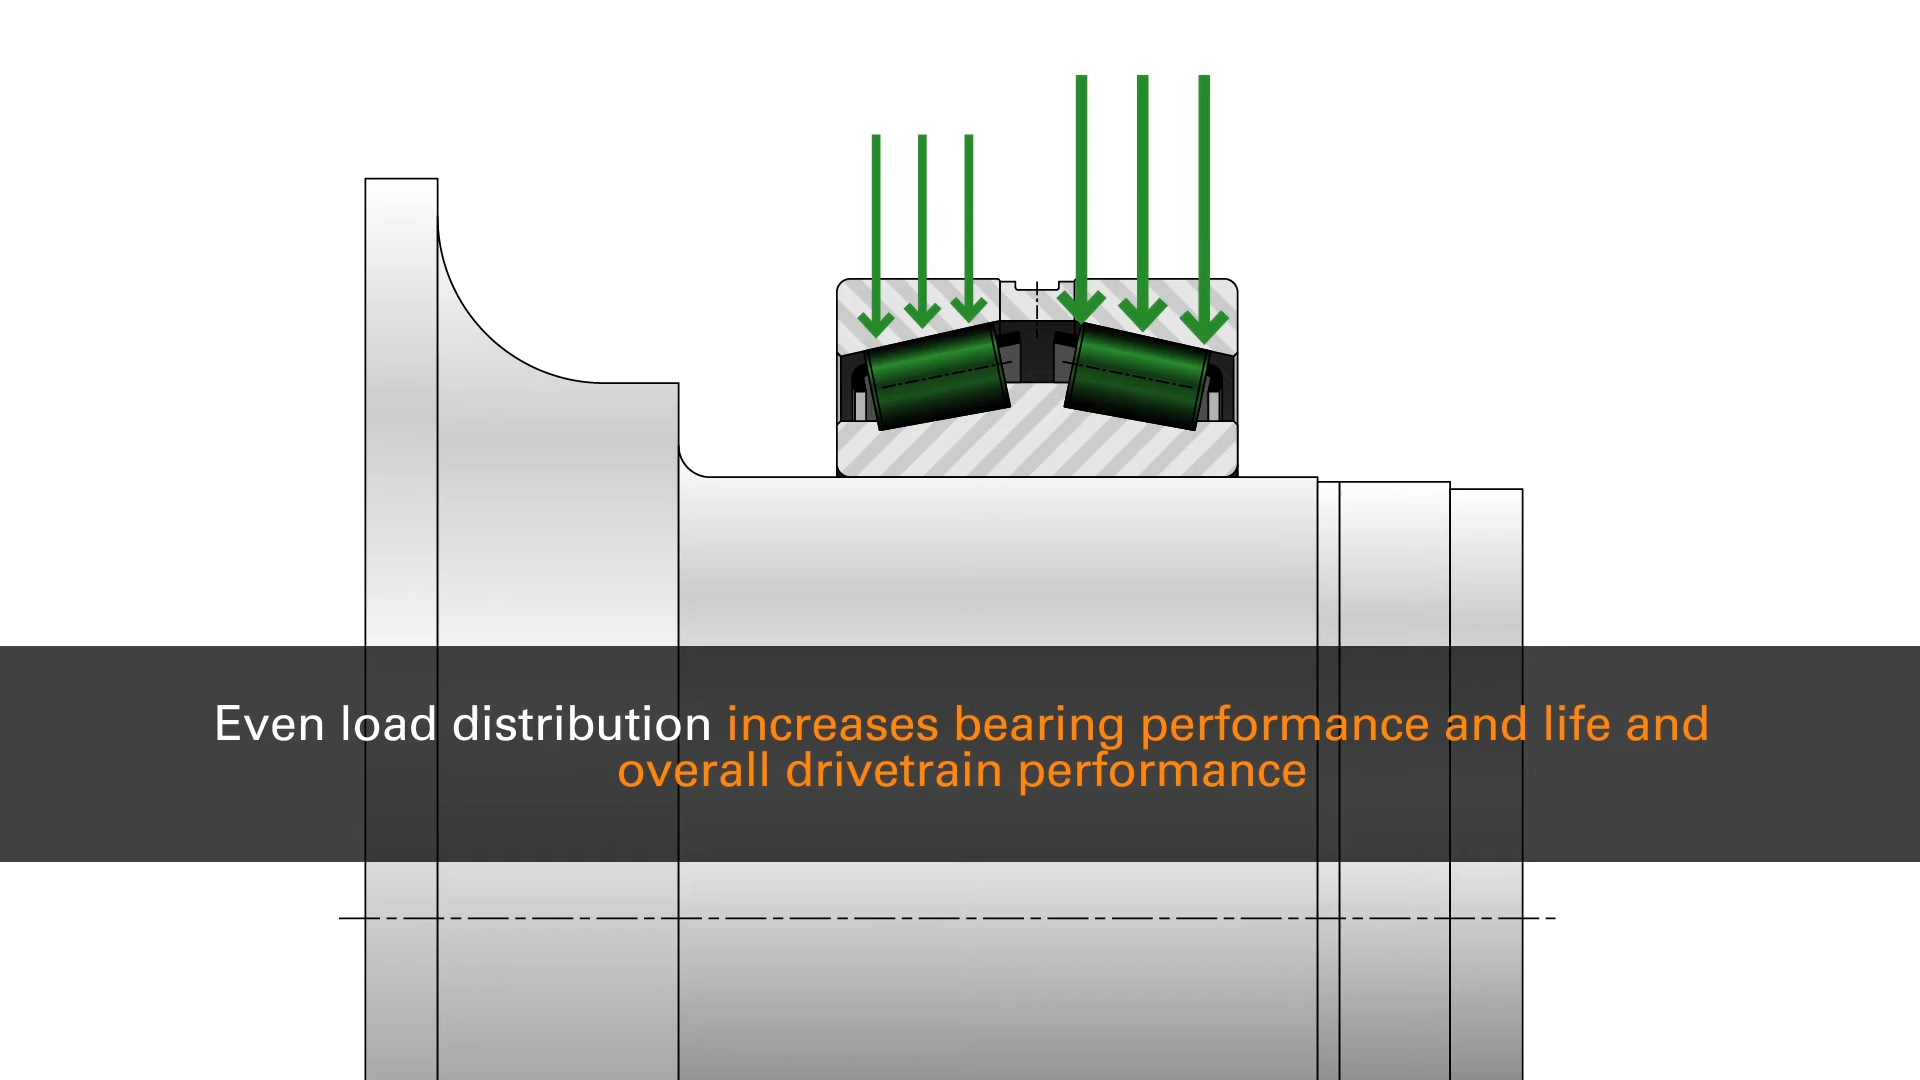 Even load distribution increases bearing performance and life and
overall drivetrain performance